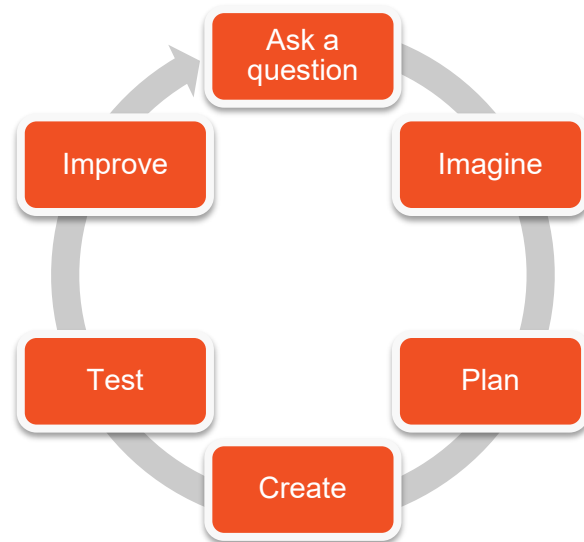 Ask a
question
Imagine
Plan
Create
Test
Improve